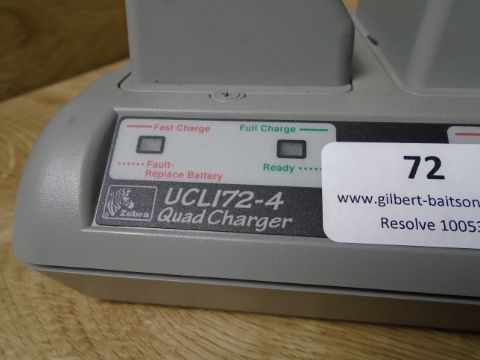 Fast Charge
Fault-
Replace Battery
Full Charge
Ready
Zebra
UCLI72-4
Quad Charger
72
www.gilbert-baitson
Resolve 10053